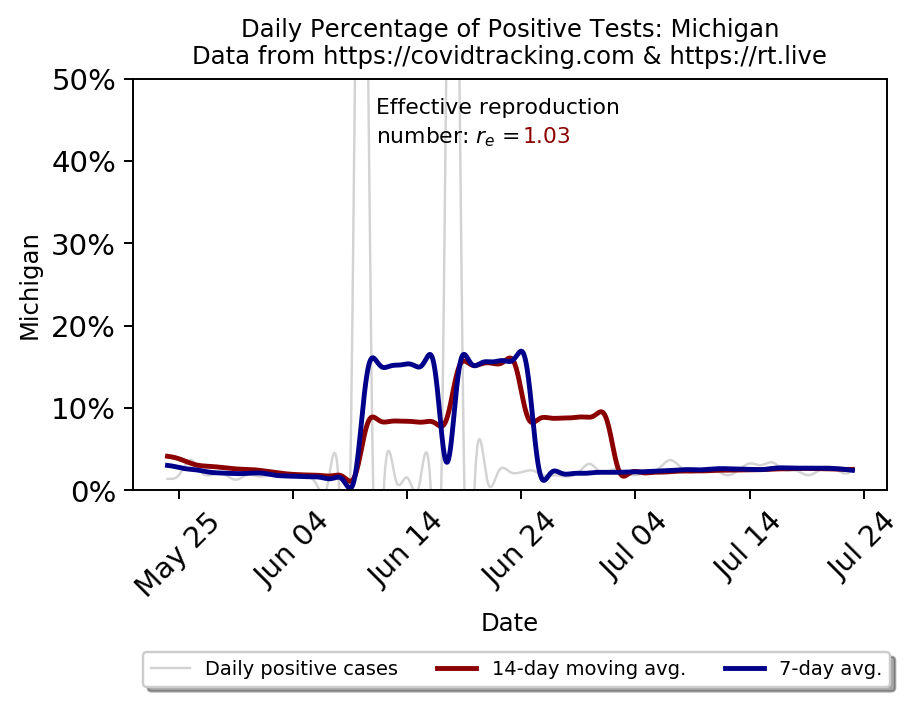 Daily Percentage of Positive Tests: Michigan
Data from https://covidtracking.com & https://rt.live
50%
40%
30%
20%
10%
0%
Michigan
Effective reproduction
number: rₑ =1.03
May 25
Jun 04
Jun 14
Jun 24
Jul 04
Jul 14
Jul 24
Date
Daily positive cases
14-day moving avg.
7-day avg.